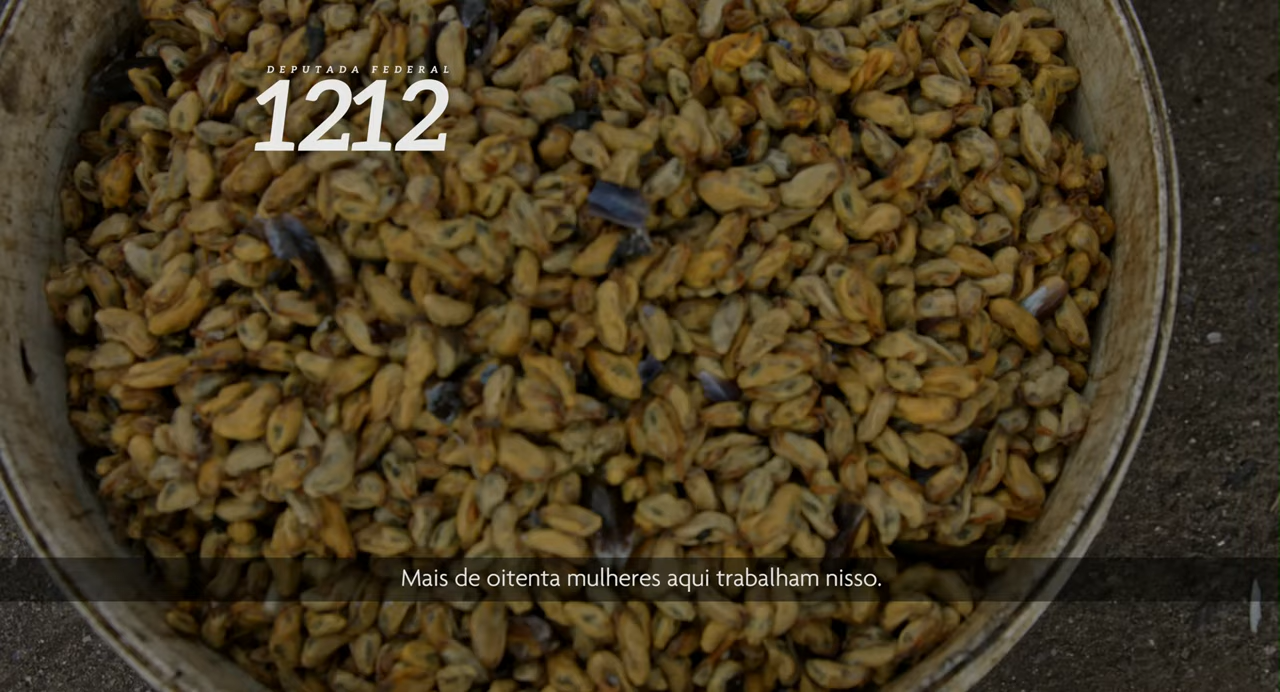 DEPUTADA FEDERAL
1212
Mais de oitenta mulheres aqui trabalham nisso.